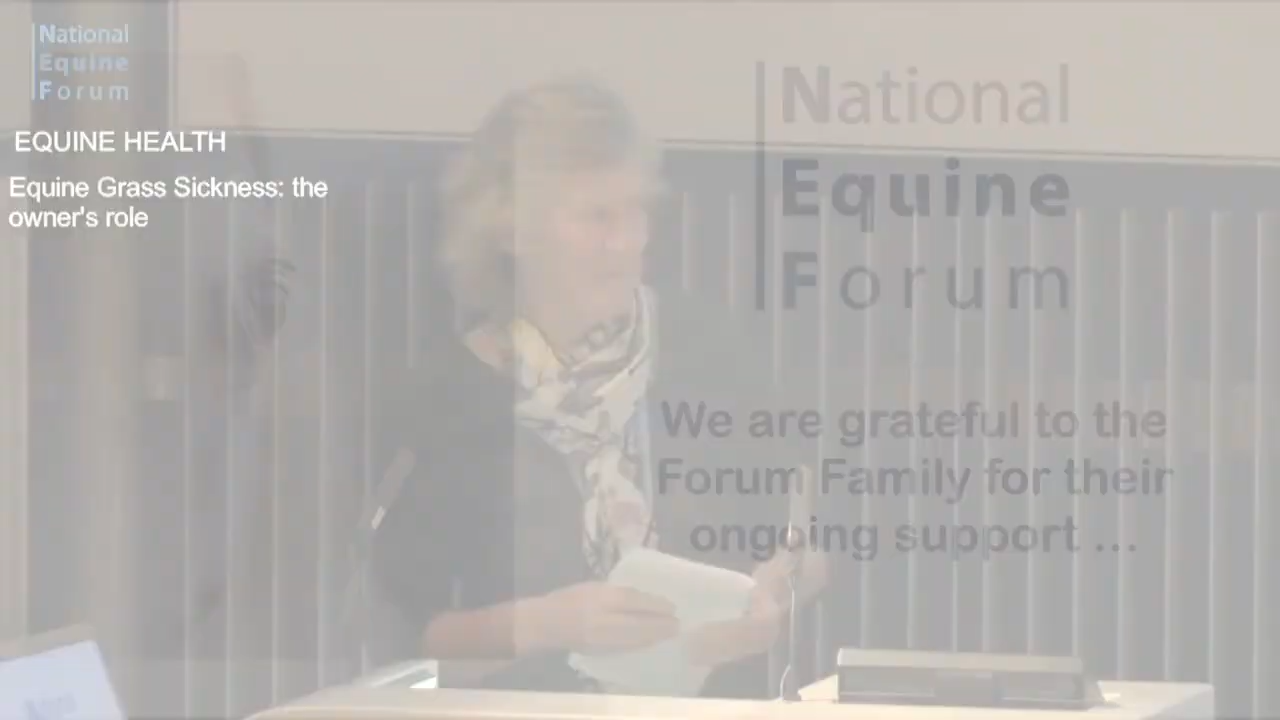 National
Equine
Forum
EQUINE HEALTH
Equine Grass Sickness: the
owner's role
National
Equine
Forum
We are grateful to the
Forum Family for their
ongoing support ...